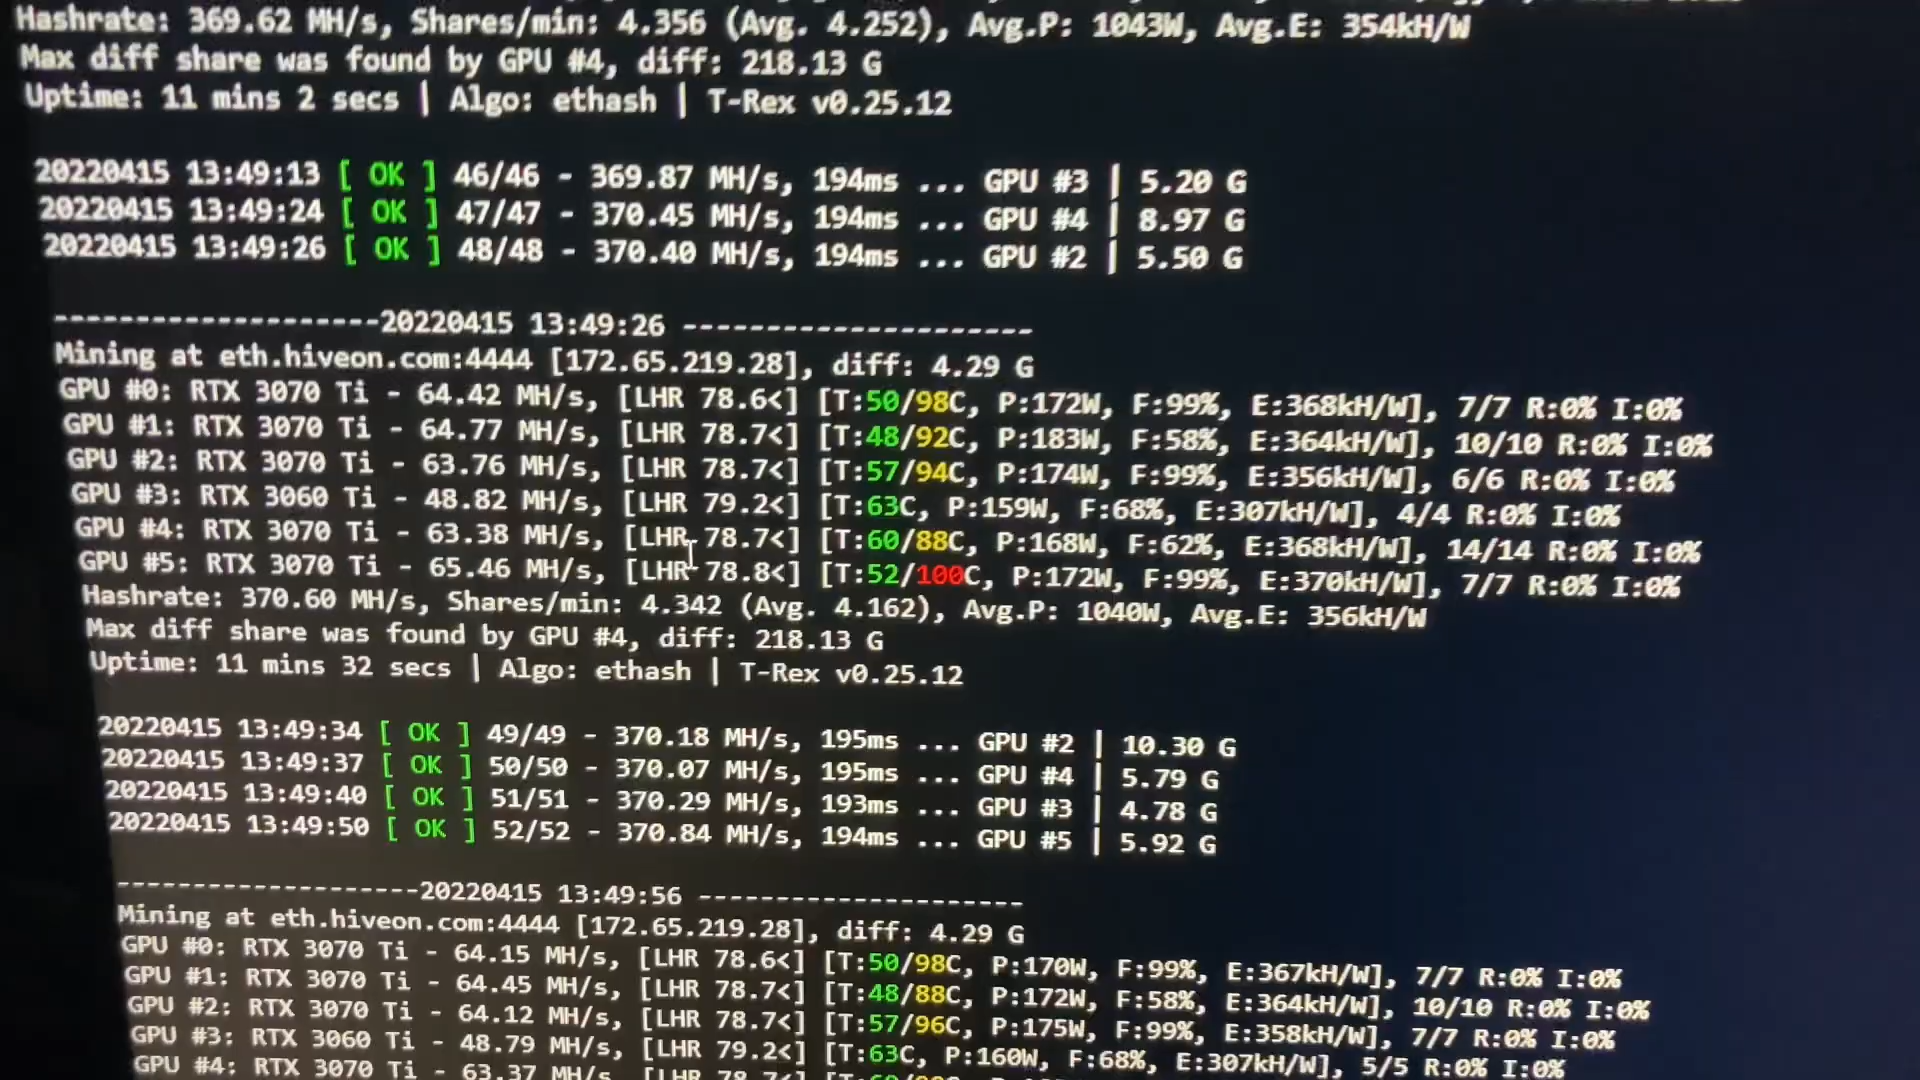 Hashrate: 369.62 MH/s, Shares/min: 4.356 (Avg. 4.252), Avg.P: 1043W, Avg.E: 354kH/W
Max diff share was found by GPU #4, diff: 218.13 G
Uptime: 11 mins 2 secs | Algo: ethash | T-Rex v0.25.12
20220415 13:49:13 [ OK ] 46/46 - 369.87 MH/s, 194ms ... GPU #3 | 5.20 G
20220415 13:49:24 [ OK ] 47/47 - 370.45 MH/s, 194ms ... GPU #4 | 8.97 G
20220415 13:49:26 [ OK ] 48/48 - 370.40 MH/s, 194ms ... GPU #2 | 5.50 G
--------------------20220415 13:49:26 ---------------------
Mining at eth.hiveon.com:4444 [172.65.219.28], diff: 4.29 G
GPU #0: RTX 3070 Ti - 64.42 MH/s, [LHR 78.6<] [T:50/98C, P:172W, F:99%, E:368kH/W], 7/7 R:0% I:0%
GPU #1: RTX 3070 Ti - 64.77 MH/s, [LHR 78.7<] [T:48/92C, P:183W, F:58%, E:364kH/W], 10/10 R:0% I:0%
GPU #2: RTX 3070 Ti - 63.76 MH/s, [LHR 78.7<] [T:57/94C, P:174W, F:99%, E:356kH/W], 6/6 R:0% I:0%
GPU #3: RTX 3060 Ti - 48.82 MH/s, [LHR 79.2<] [T:63C, P:159W, F:68%, E:307kH/W], 4/4 R:0% I:0%
GPU #4: RTX 3070 Ti - 63.38 MH/s, [LHR 78.7<] [T:60/88C, P:168W, F:62%, E:368kH/W], 14/14 R:0% I:0%
GPU #5: RTX 3070 Ti - 65.46 MH/s, [LHR 78.8<] [T:52/100C, P:172W, F:99%, E:370kH/W], 7/7 R:0% I:0%
Hashrate: 370.60 MH/s, Shares/min: 4.342 (Avg. 4.162), Avg.P: 1040W, Avg.E: 356kH/W
Max diff share was found by GPU #4, diff: 218.13 G
Uptime: 11 mins 32 secs | Algo: ethash | T-Rex v0.25.12
20220415 13:49:34 [ OK ] 49/49 - 370.18 MH/s, 195ms ... GPU #2 | 10.30 G
20220415 13:49:37 [ OK ] 50/50 - 370.07 MH/s, 195ms ... GPU #4 | 5.79 G
20220415 13:49:40 [ OK ] 51/51 - 370.29 MH/s, 193ms ... GPU #3 | 4.78 G
20220415 13:49:50 [ OK ] 52/52 - 370.84 MH/s, 194ms ... GPU #5 | 5.92 G
--------------------20220415 13:49:56 ---------------------
Mining at eth.hiveon.com:4444 [172.65.219.28], diff: 4.29 G
GPU #0: RTX 3070 Ti - 64.15 MH/s, [LHR 78.6<] [T:50/98C, P:170W, F:99%, E:367kH/W], 7/7 R:0% I:0%
GPU #1: RTX 3070 Ti - 64.45 MH/s, [LHR 78.7<] [T:48/88C, P:172W, F:58%, E:364kH/W], 10/10 R:0% I:0%
GPU #2: RTX 3070 Ti - 64.12 MH/s, [LHR 78.7<] [T:57/96C, P:175W, F:99%, E:358kH/W], 7/7 R:0% I:0%
GPU #3: RTX 3060 Ti - 48.79 MH/s, [LHR 79.2<] [T:63C, P:160W, F:68%, E:307kH/W], 5/5 R:0% I:0%
GPU #4: RTX 3070 Ti - 63.37 MH/s, [LHR 78.7<]